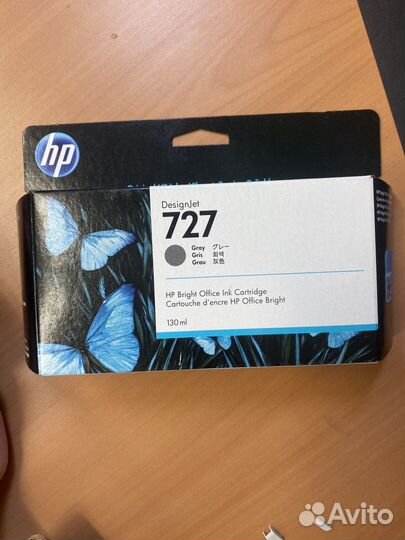 hp
DesignJet
727
Gray グレー
Gris 회색
Grau 灰色
HP Bright Office Ink Cartridge
Cartouche d'encre HP Office Bright
130 ml
Avito